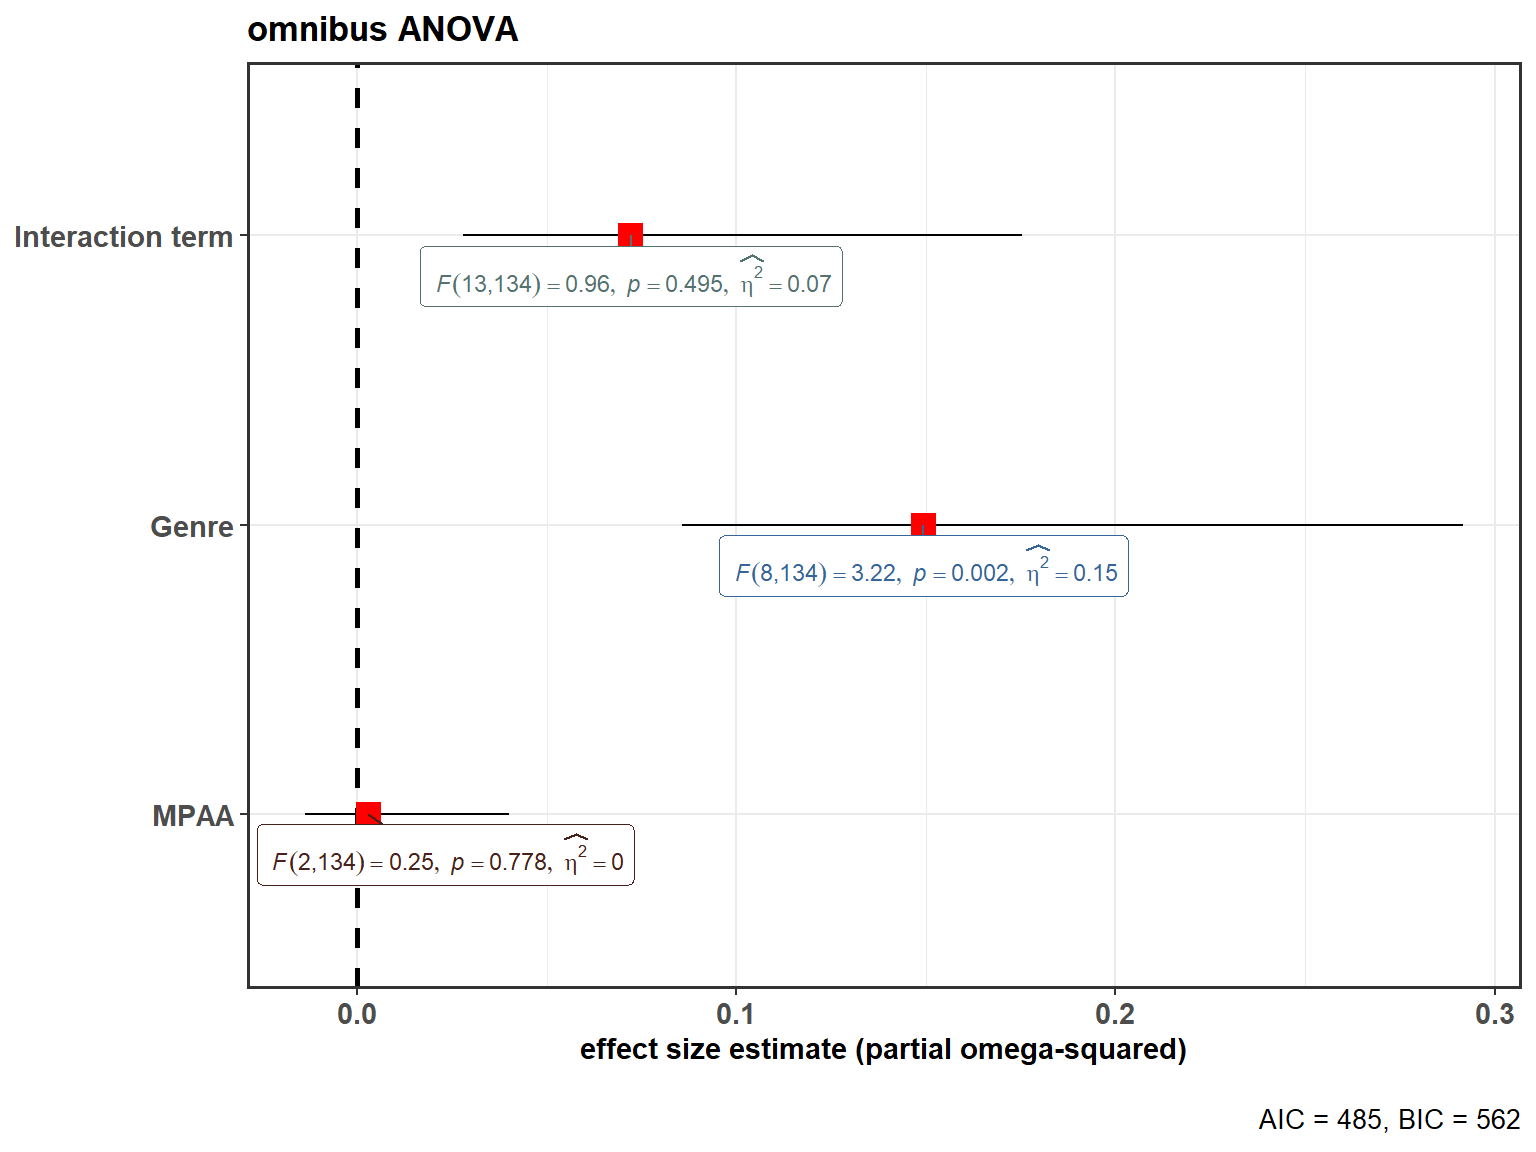 omnibus ANOVA
Interaction term
F(13,134) = 0.96, p = 0.495, η̂² = 0.07
Genre
F(8,134) = 3.22, p = 0.002, η̂² = 0.15
MPAA
F(2,134) = 0.25, p = 0.778, η̂² = 0
0.0 0.1 0.2 0.3
effect size estimate (partial omega-squared)
AIC = 485, BIC = 562